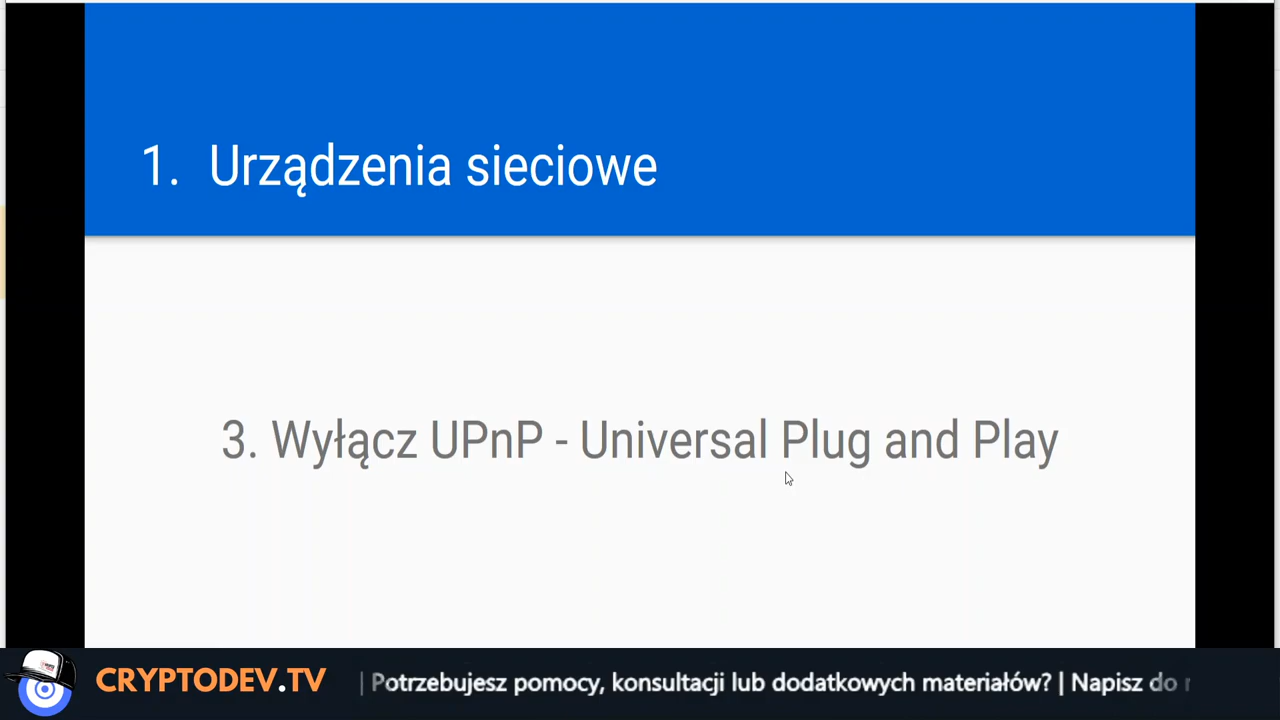 1. Urządzenia sieciowe
3. Wyłącz UPnP - Universal Plug and Play
CRYPTODEV.TV
| Potrzebujesz pomocy, konsultacji lub dodatkowych materiałów? | Napisz do